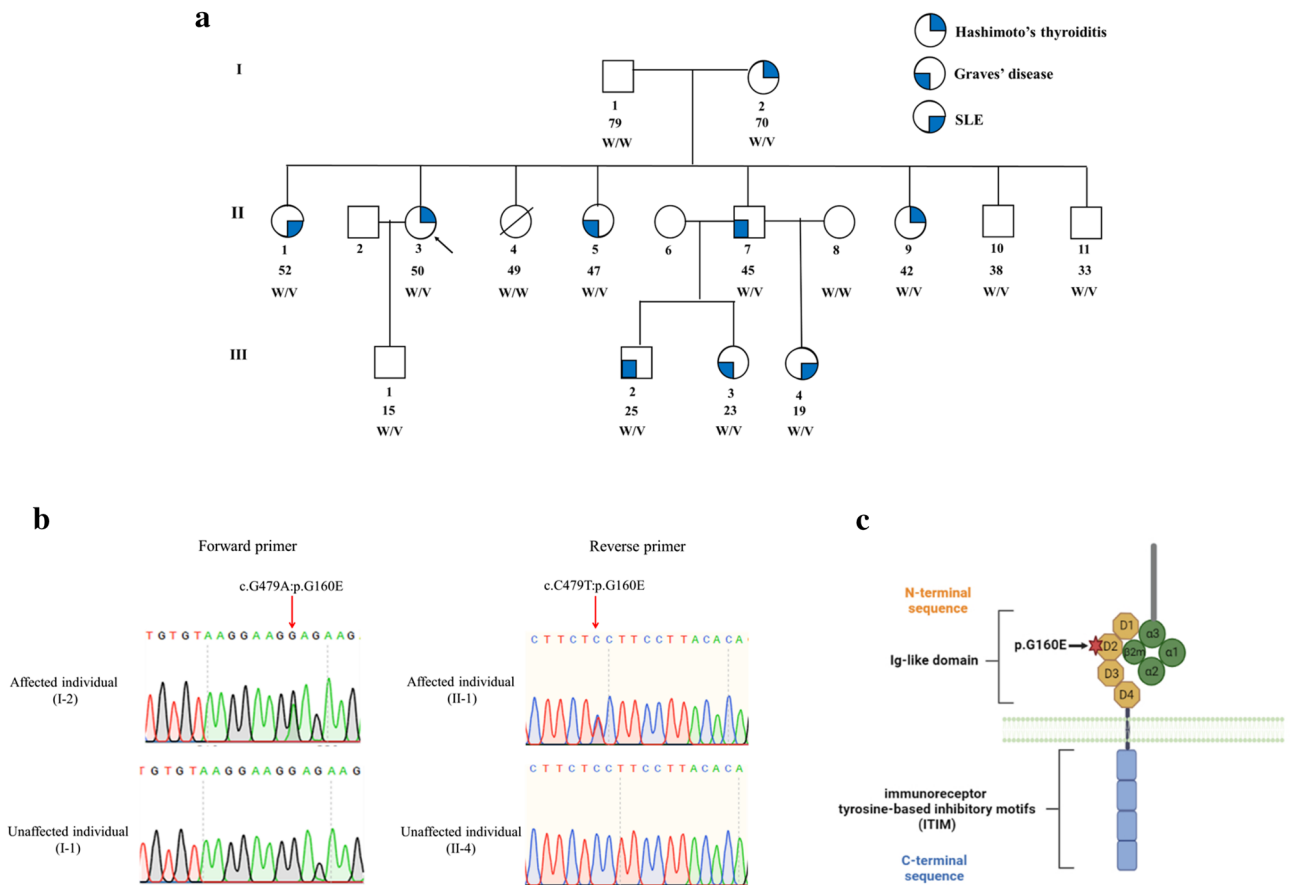 a
Hashimoto's thyroiditis
Graves' disease
SLE
I
1 2
79 70
W/W W/V
II
1 2 3 4 5 6 7 8 9 10 11
52 50 49 47 45 42 38 33
W/V W/V W/W W/V W/V W/W W/V W/V W/V
III
1 2 3 4
15 25 23 19
W/V W/V W/V W/V
b
Forward primer Reverse primer
c.G479A:p.G160E c.C479T:p.G160E
TGTGTAAGGAAGGAGAAG CTTCTCCTTCCTTACACA
Affected individual
(I-2)
Affected individual
(II-1)
TGTGTAAGGAAGGAGAAG CTTCTCCTTCCTTACACA
Unaffected individual
(I-1)
Unaffected individual
(II-4)
c
N-terminal
sequence
p.G160E
Ig-like domain
D1
D2
D3
D4
α3
β2m
α1
α2
immunoreceptor
tyrosine-based inhibitory motifs
(ITIM)
C-terminal
sequence